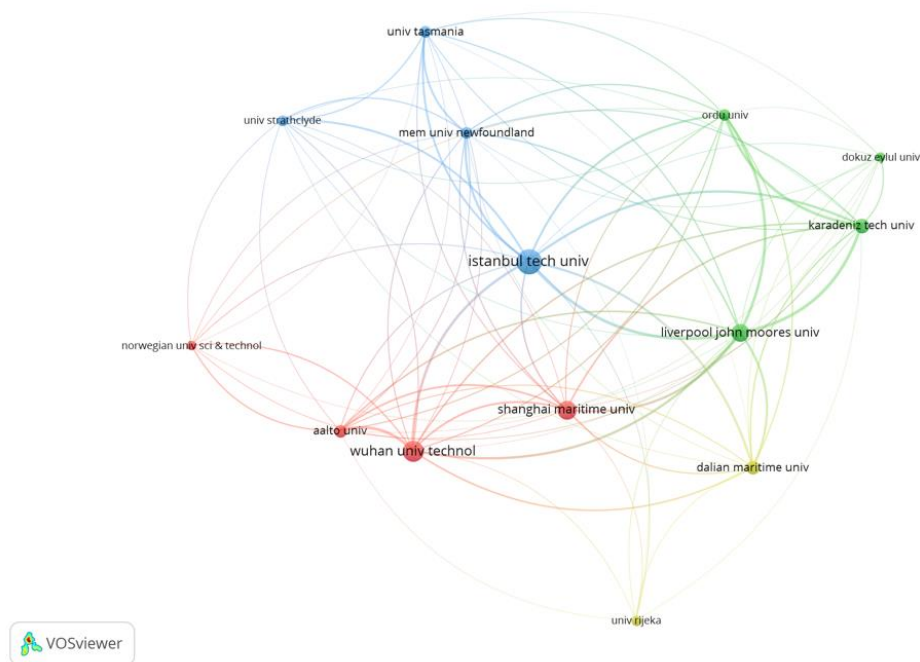 univ tasmania
ordu univ
univ strathclyde
mem univ newfoundland
dokuz eylul univ
karadeniz tech univ
istanbul tech univ
liverpool john moores univ
norwegian univ sci & technol
shanghai maritime univ
aalto univ
wuhan univ technol
dalian maritime univ
univ rijeka
VOSviewer